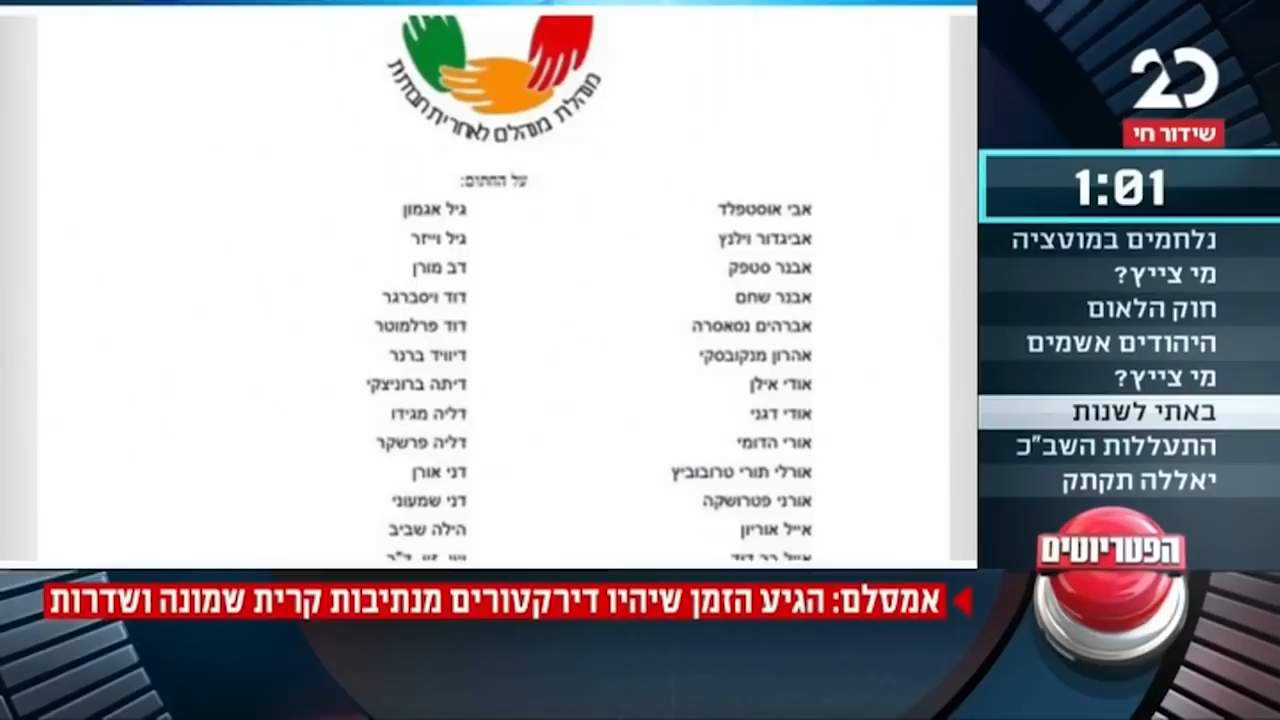 מנהלת מנהלים לאחריות חברתית
על החתום:
אבי אוסטפלד
אביגדור וילנץ
אבנר סטפק
אבנר שחם
אברהים נסאסרה
אהרון מנקובסקי
אודי אילן
אודי דגני
אורי הדומי
אורלי תורי טרובוביץ
אורני פטרושקה
אייל אוריון
גיל אגמון
גיל וייזר
דב מורן
דוד ויסברגר
דוד פרלמוטר
דיוויד ברנר
דיתה ברוניצקי
דליה מגידו
דליה פרשקר
דני אורן
דני שמעוני
הילה שביב
20
שידור חי
1:01
נלחמים במוטציה
מי צייץ?
חוק הלאום
היהודים אשמים
מי צייץ?
באתי לשנות
התעללות השב"כ
יאללה תקתק
הפטריוטים
אמסלם: הגיע הזמן שיהיו דירקטורים מנתיבות קרית שמונה ושדרות